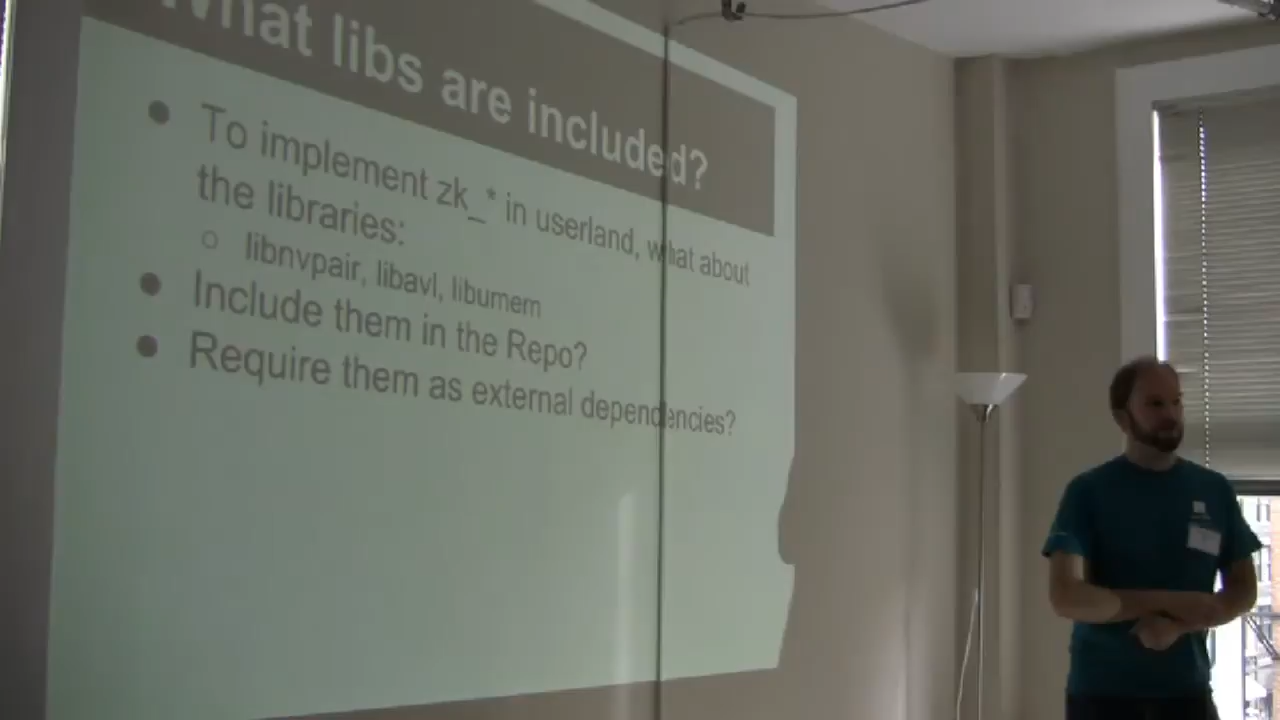 What libs are included?
To implement zk_* in userland, what about
the libraries:
libnvpair, libavl, libumem
Include them in the Repo?
Require them as external dependencies?